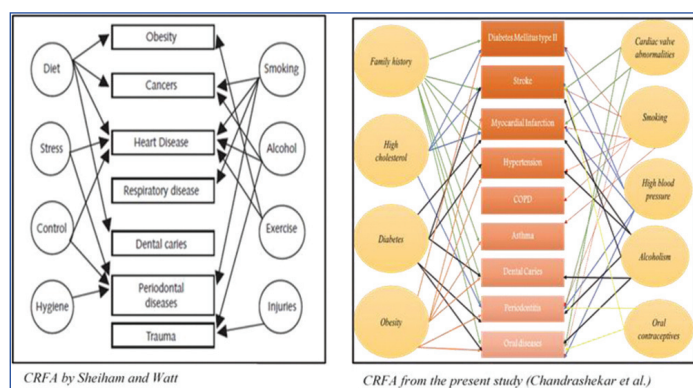 Obesity
Diet
Smoking
Cancers
Stress
Heart Disease
Alcohol
Respiratory disease
Control
Exercise
Dental caries
Hygiene
Periodontal
diseases
Injuries
Trauma
CRFA by Sheiham and Watt
Diabetes Mellitus type II
Cardiac valve
abnormalities
Family history
Stroke
Smoking
Myocardial Infarction
High
cholesterol
Hypertension
High blood
pressure
COPD
Diabetes
Asthma
Alcoholism
Dental Caries
Obesity
Periodontitis
Oral
contraceptives
Oral diseases
CRFA from the present study (Chandrashekar et al.)